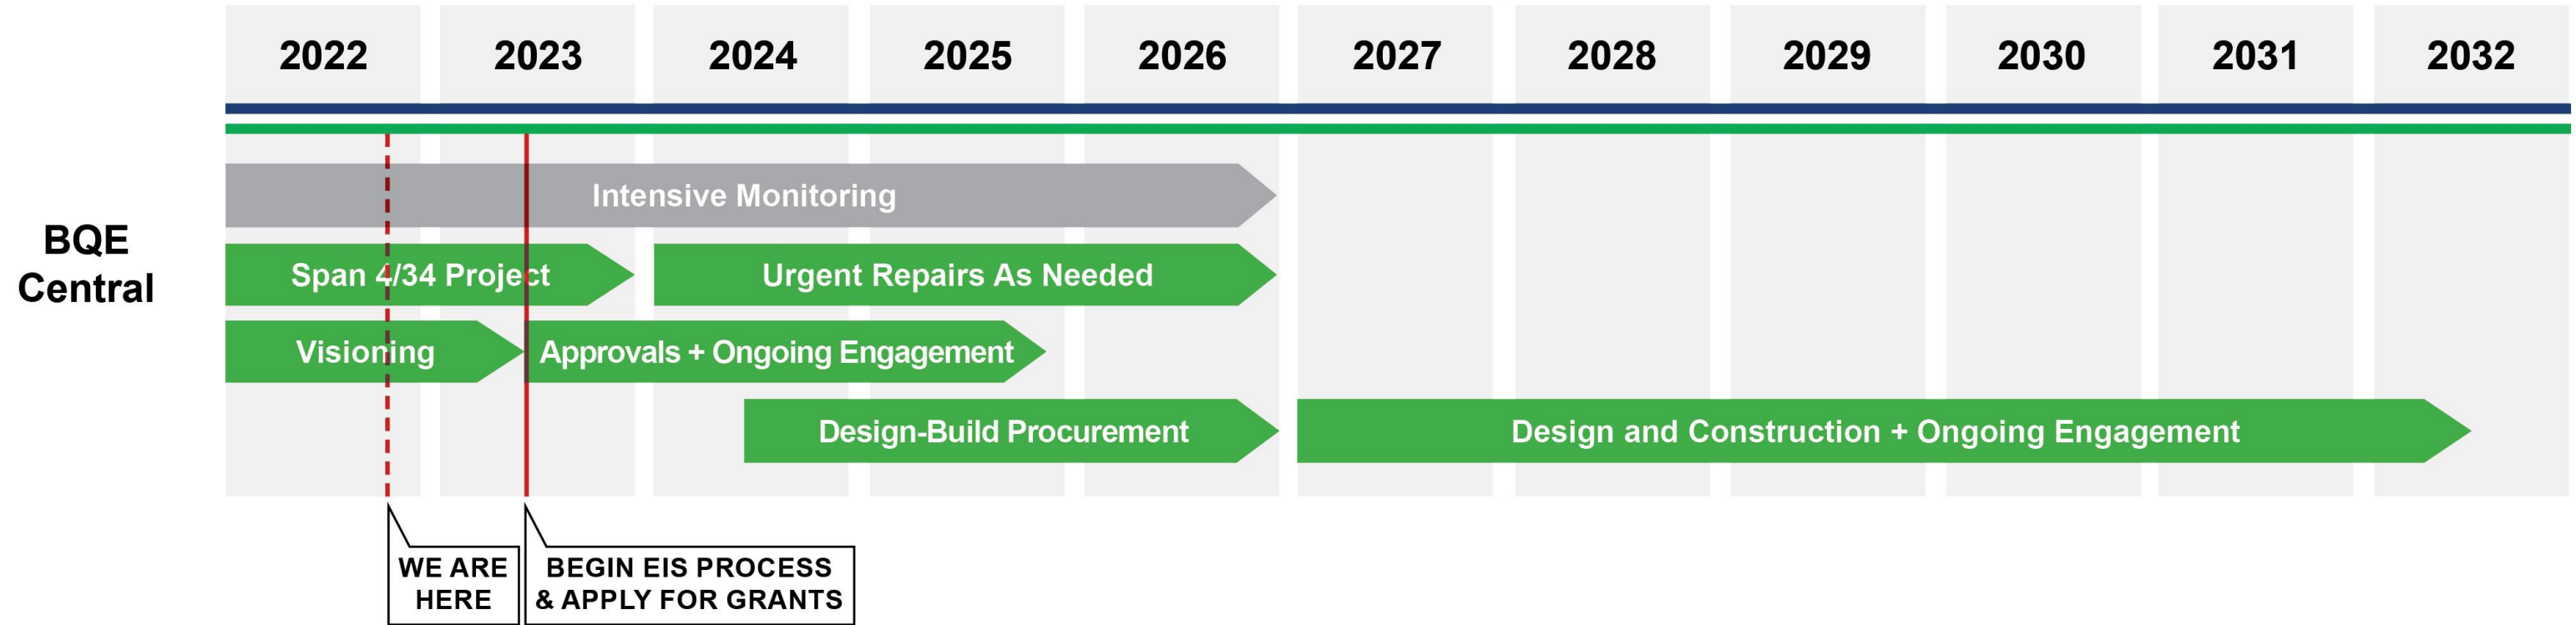 2022 2023 2024 2025 2026 2027 2028 2029 2030 2031 2032
BQE
Central
Intensive Monitoring
Span 4/34 Project
Urgent Repairs As Needed
Visioning
Approvals + Ongoing Engagement
Design-Build Procurement
Design and Construction + Ongoing Engagement
WE ARE
HERE
BEGIN EIS PROCESS
& APPLY FOR GRANTS